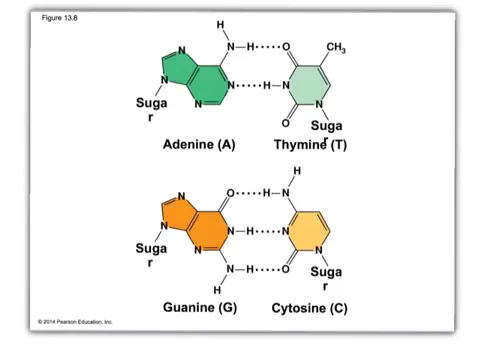 Figure 13.8
H
N H O CH₃
N
N H N
N N
N O
Suga
r
Suga
r
Adenine (A) Thymine (T)
H
O H N
N
N H N
N N
N
N H O
H
Suga
r
Suga
r
Guanine (G) Cytosine (C)
© 2014 Pearson Education, Inc.